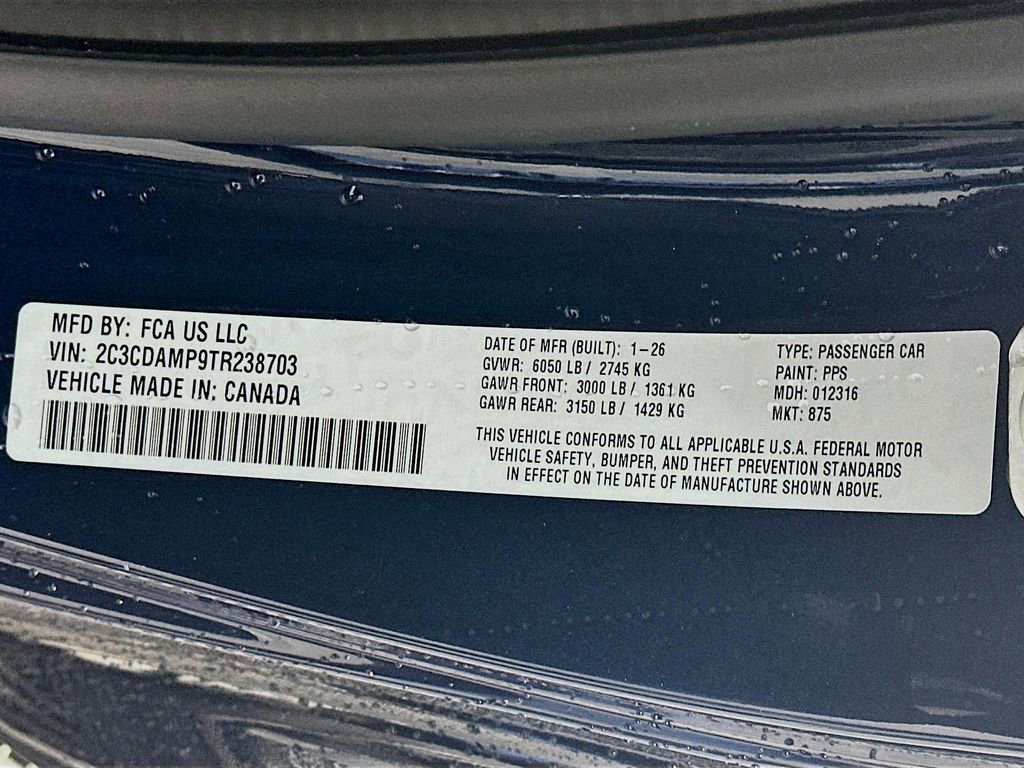 MFD BY: FCA US LLC
VIN: 2C3CDAMP9TR238703
VEHICLE MADE IN: CANADA
DATE OF MFR (BUILT): 1-26
GVWR: 6050 LB / 2745 KG
GAWR FRONT: 3000 LB / 1361 KG
GAWR REAR: 3150 LB / 1429 KG
TYPE: PASSENGER CAR
PAINT: PPS
MDH: 012316
MKT: 875
THIS VEHICLE CONFORMS TO ALL APPLICABLE U.S.A. FEDERAL MOTOR
VEHICLE SAFETY, BUMPER, AND THEFT PREVENTION STANDARDS
IN EFFECT ON THE DATE OF MANUFACTURE SHOWN ABOVE.